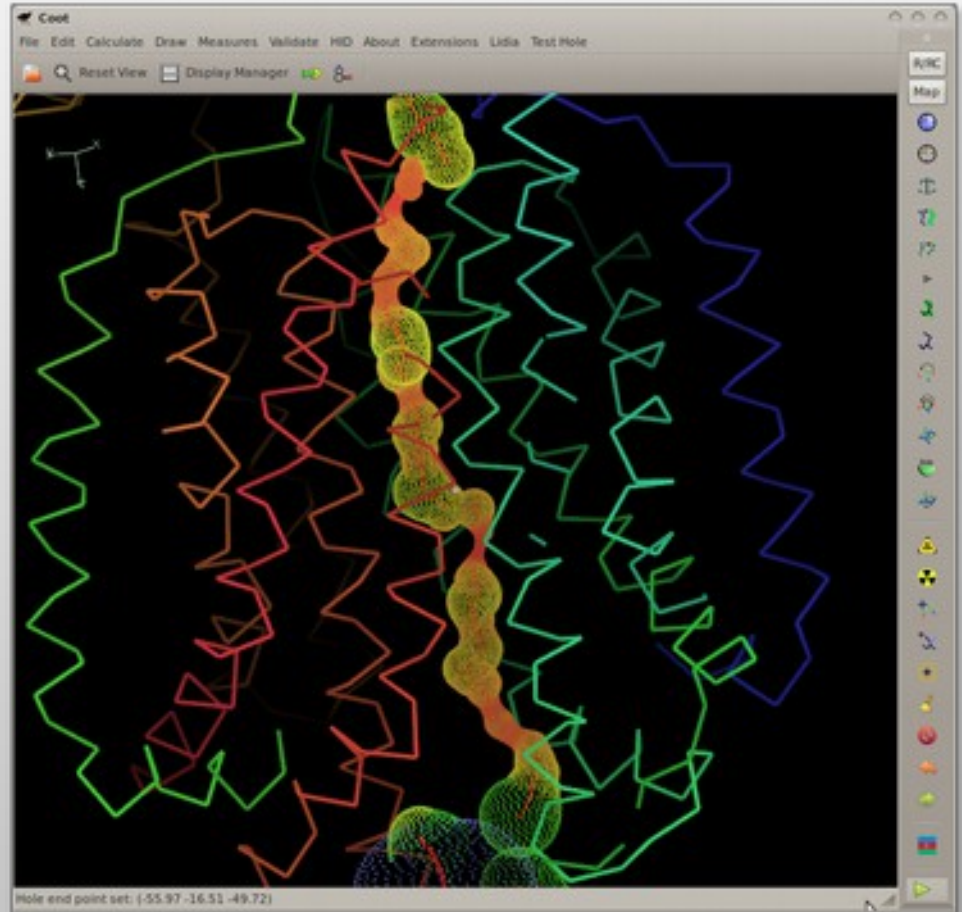 Coot
File Edit Calculate Draw Measures Validate HID About Extensions Lidia Test Hole
Reset View Display Manager
R/RC
Map
Hole end point set: (-55.97 -16.51 -49.72)